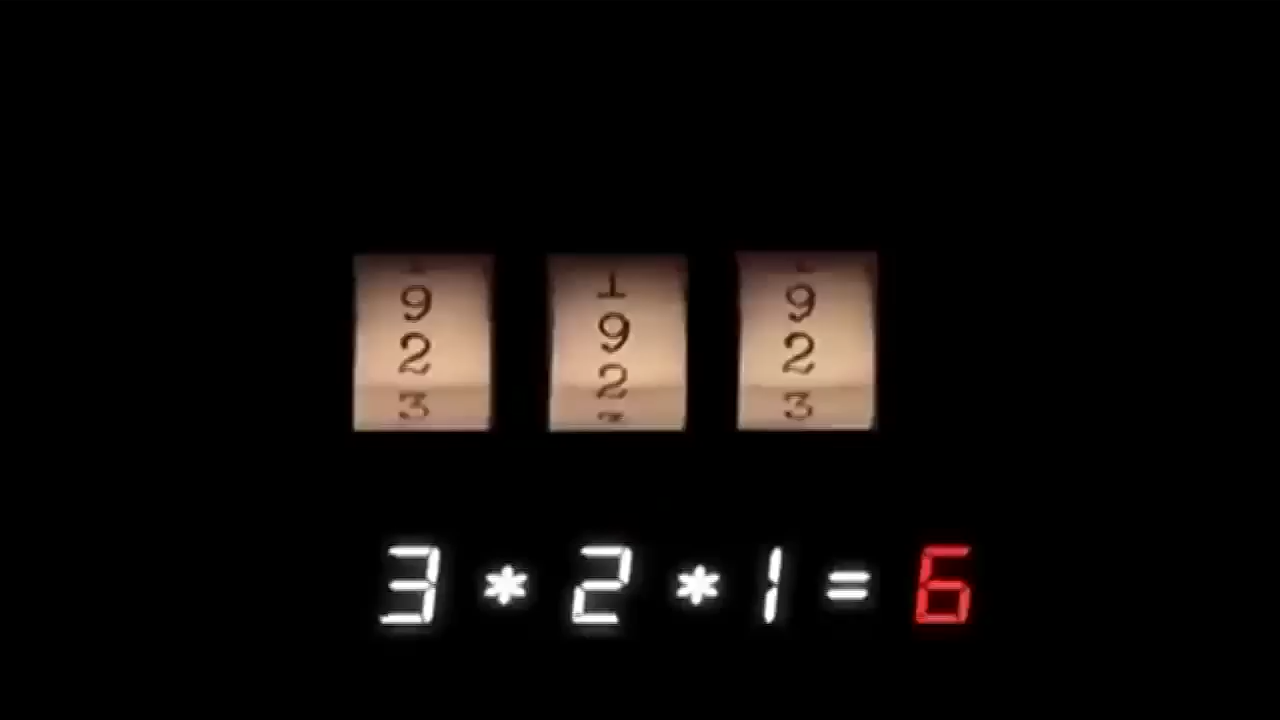 1
9 9 9
2 2 2
3 3
3 * 2 * 1 = 6